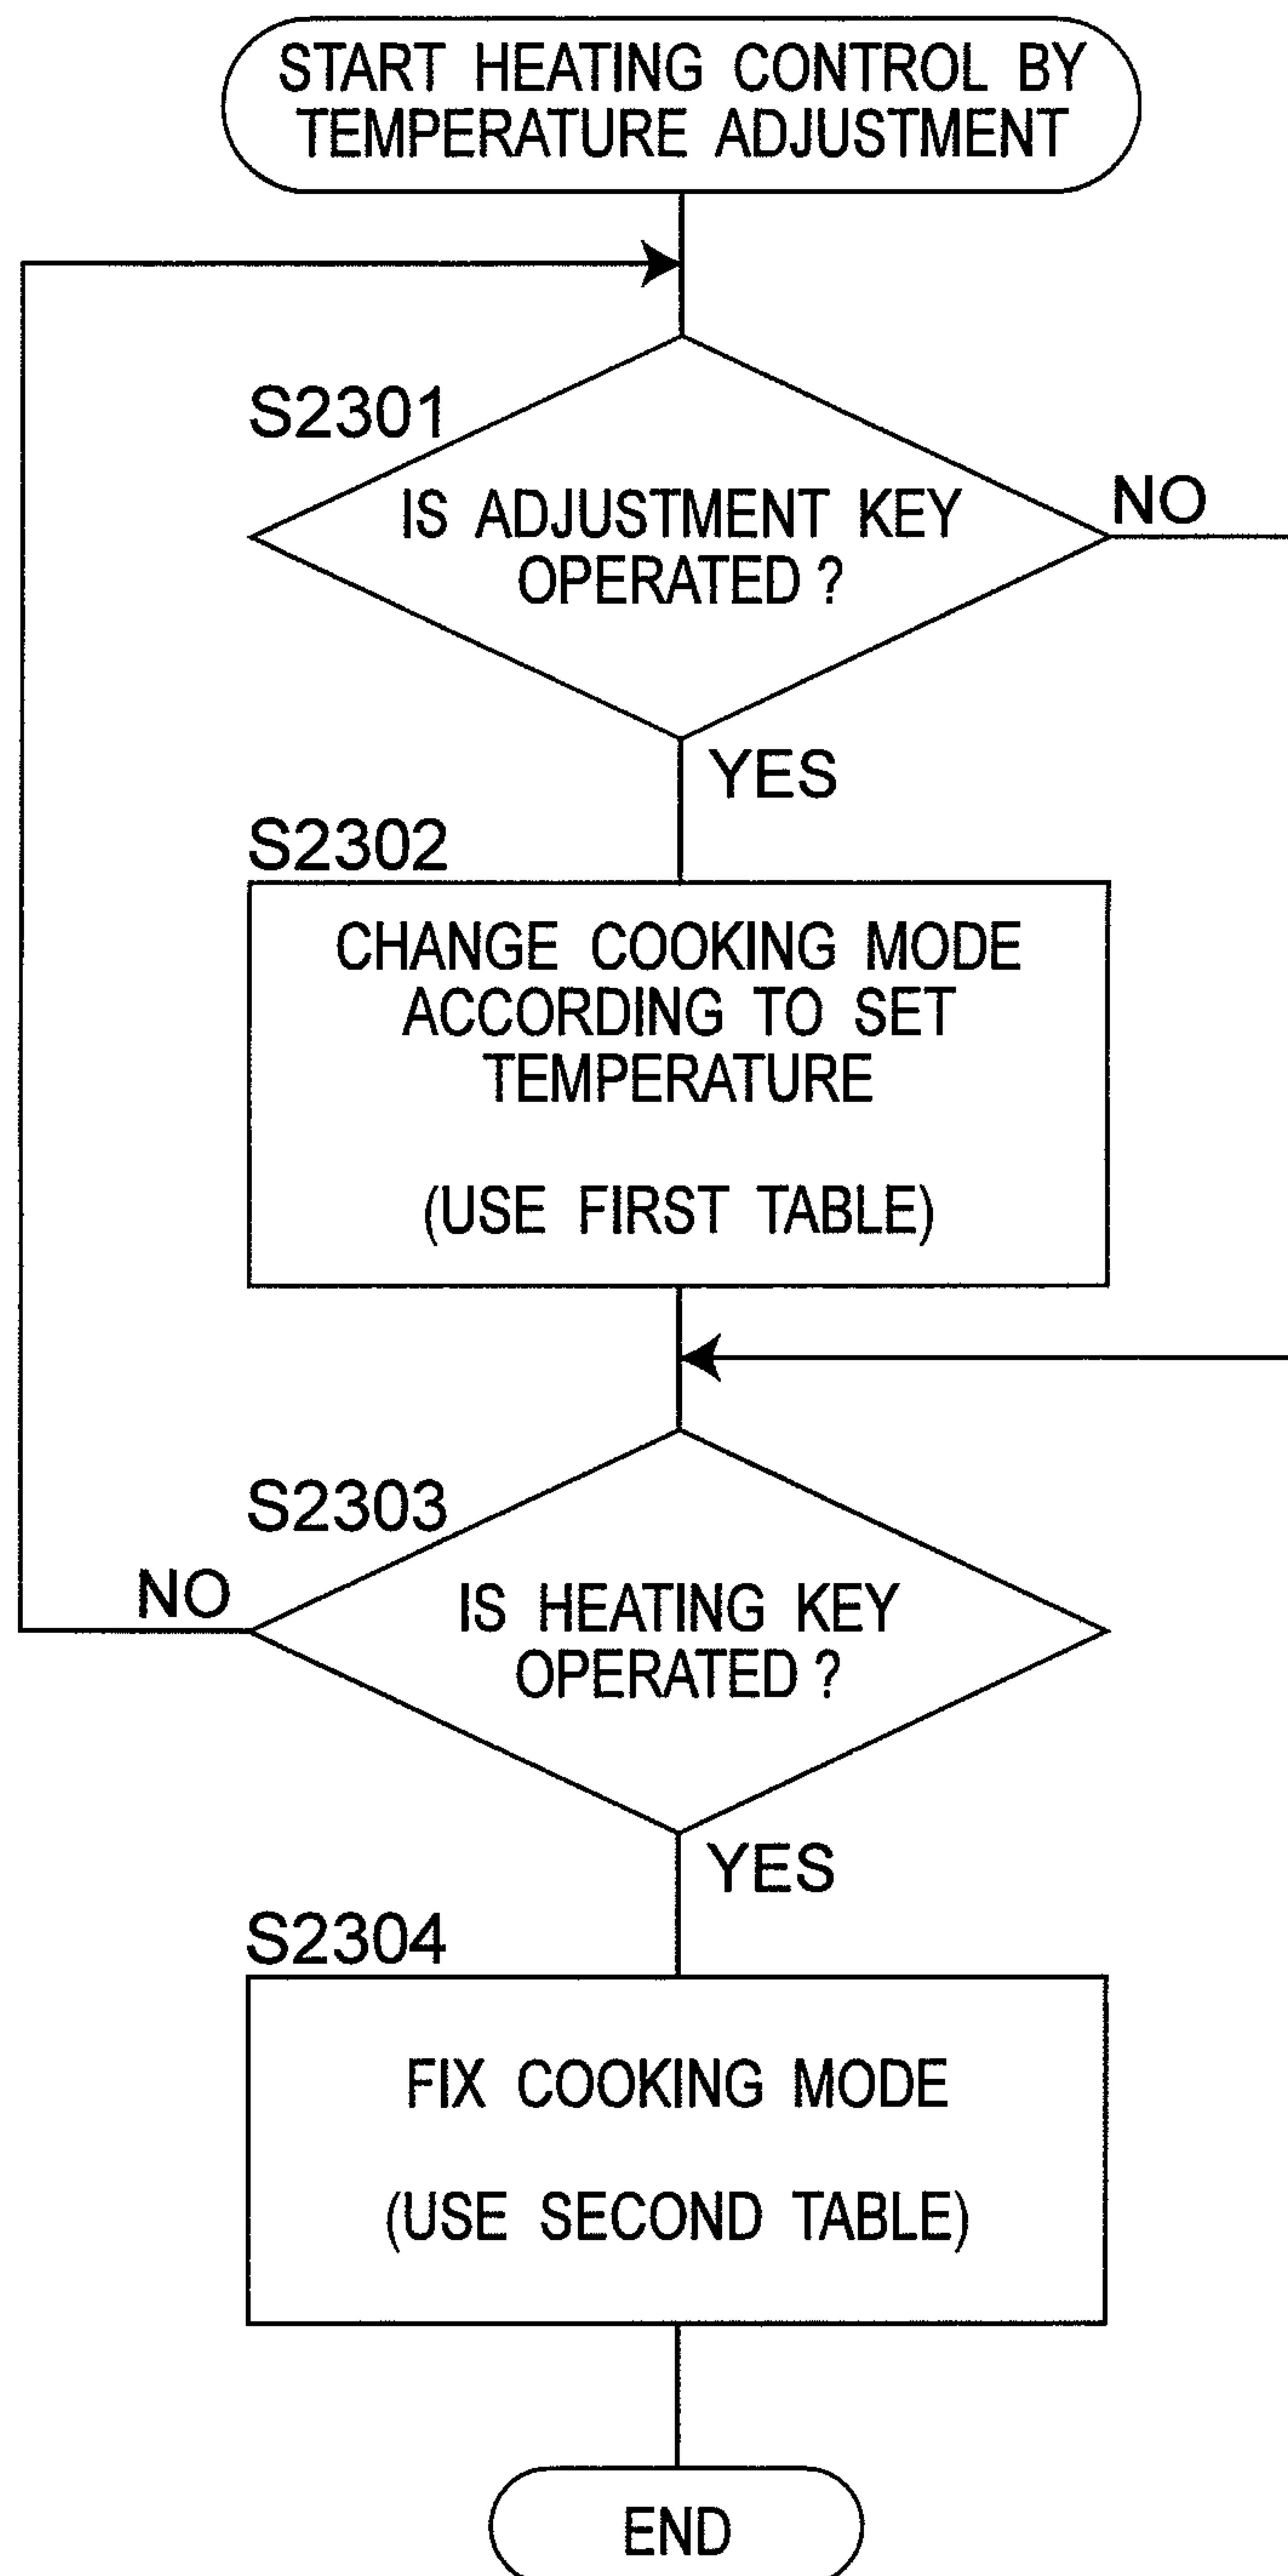 START HEATING CONTROL BY
TEMPERATURE ADJUSTMENT
S2301
IS ADJUSTMENT KEY
OPERATED ?
NO
YES
S2302
CHANGE COOKING MODE
ACCORDING TO SET
TEMPERATURE
(USE FIRST TABLE)
S2303
NO
IS HEATING KEY
OPERATED ?
YES
S2304
FIX COOKING MODE
(USE SECOND TABLE)
END